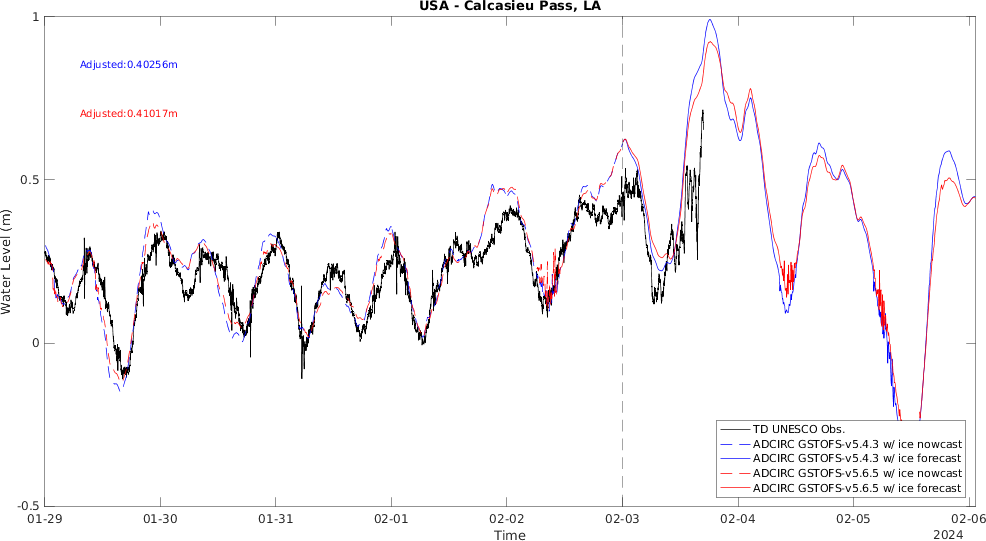 USA - Calcasieu Pass, LA
1
Adjusted:0.40256m
Adjusted:0.41017m
0.5
Water Level (m)
0
TD UNESCO Obs.
ADCIRC GSTOFS-v5.4.3 w/ ice nowcast
ADCIRC GSTOFS-v5.4.3 w/ ice forecast
ADCIRC GSTOFS-v5.6.5 w/ ice nowcast
ADCIRC GSTOFS-v5.6.5 w/ ice forecast
-0.5
01-29 01-30 01-31 02-01 02-02 02-03 02-04 02-05 02-06
Time
2024